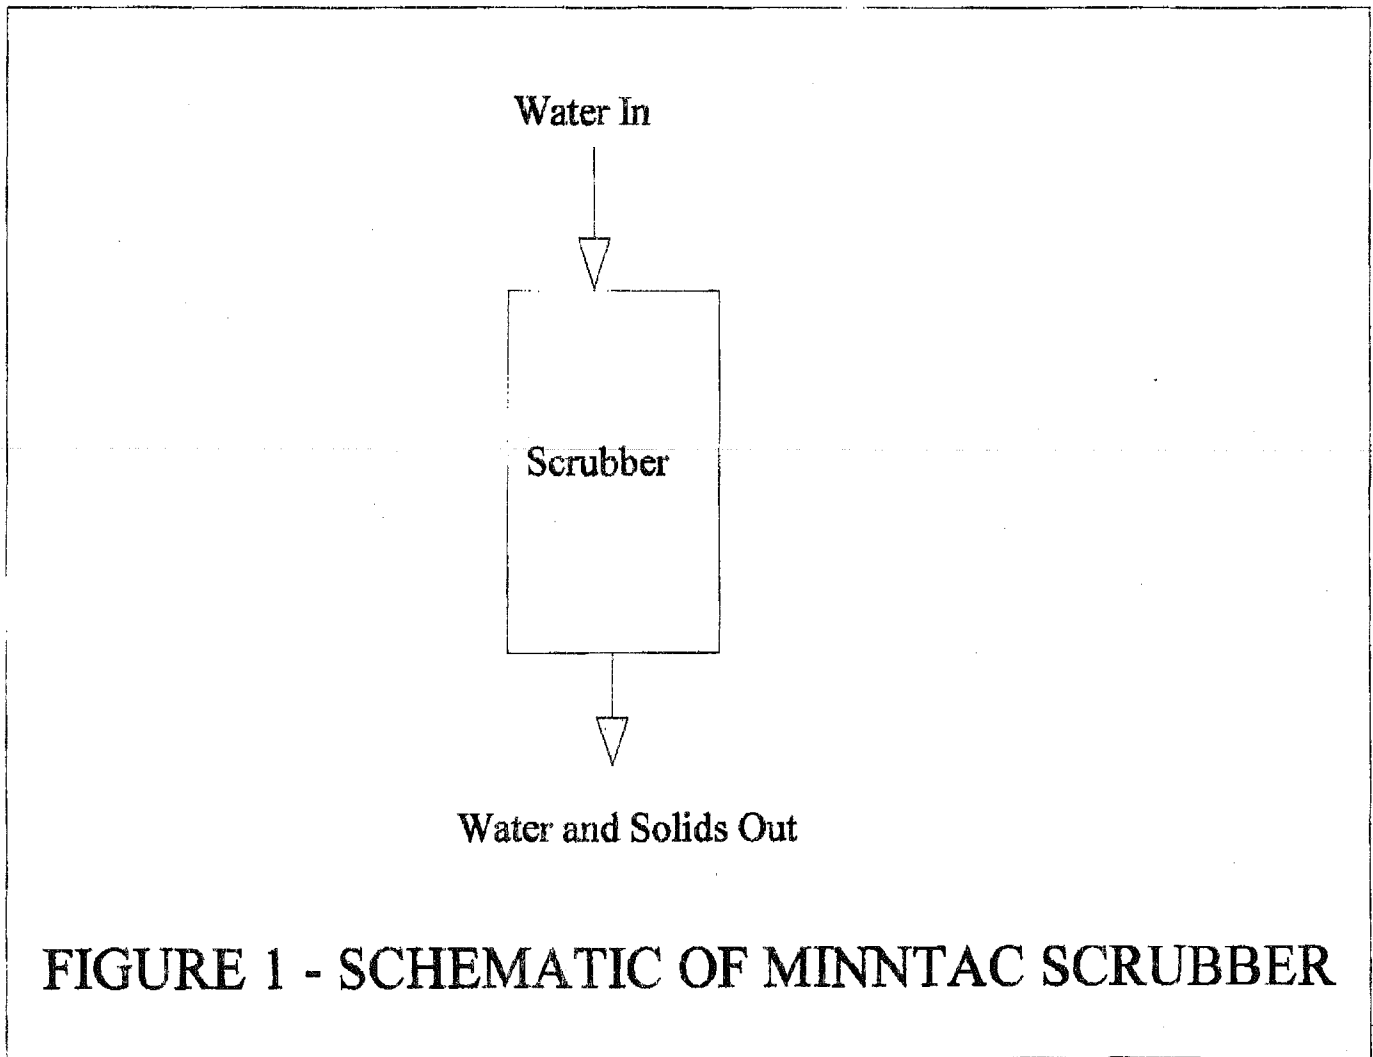 Water In
Scrubber
Water and Solids Out
FIGURE 1 - SCHEMATIC OF MINNTAC SCRUBBER